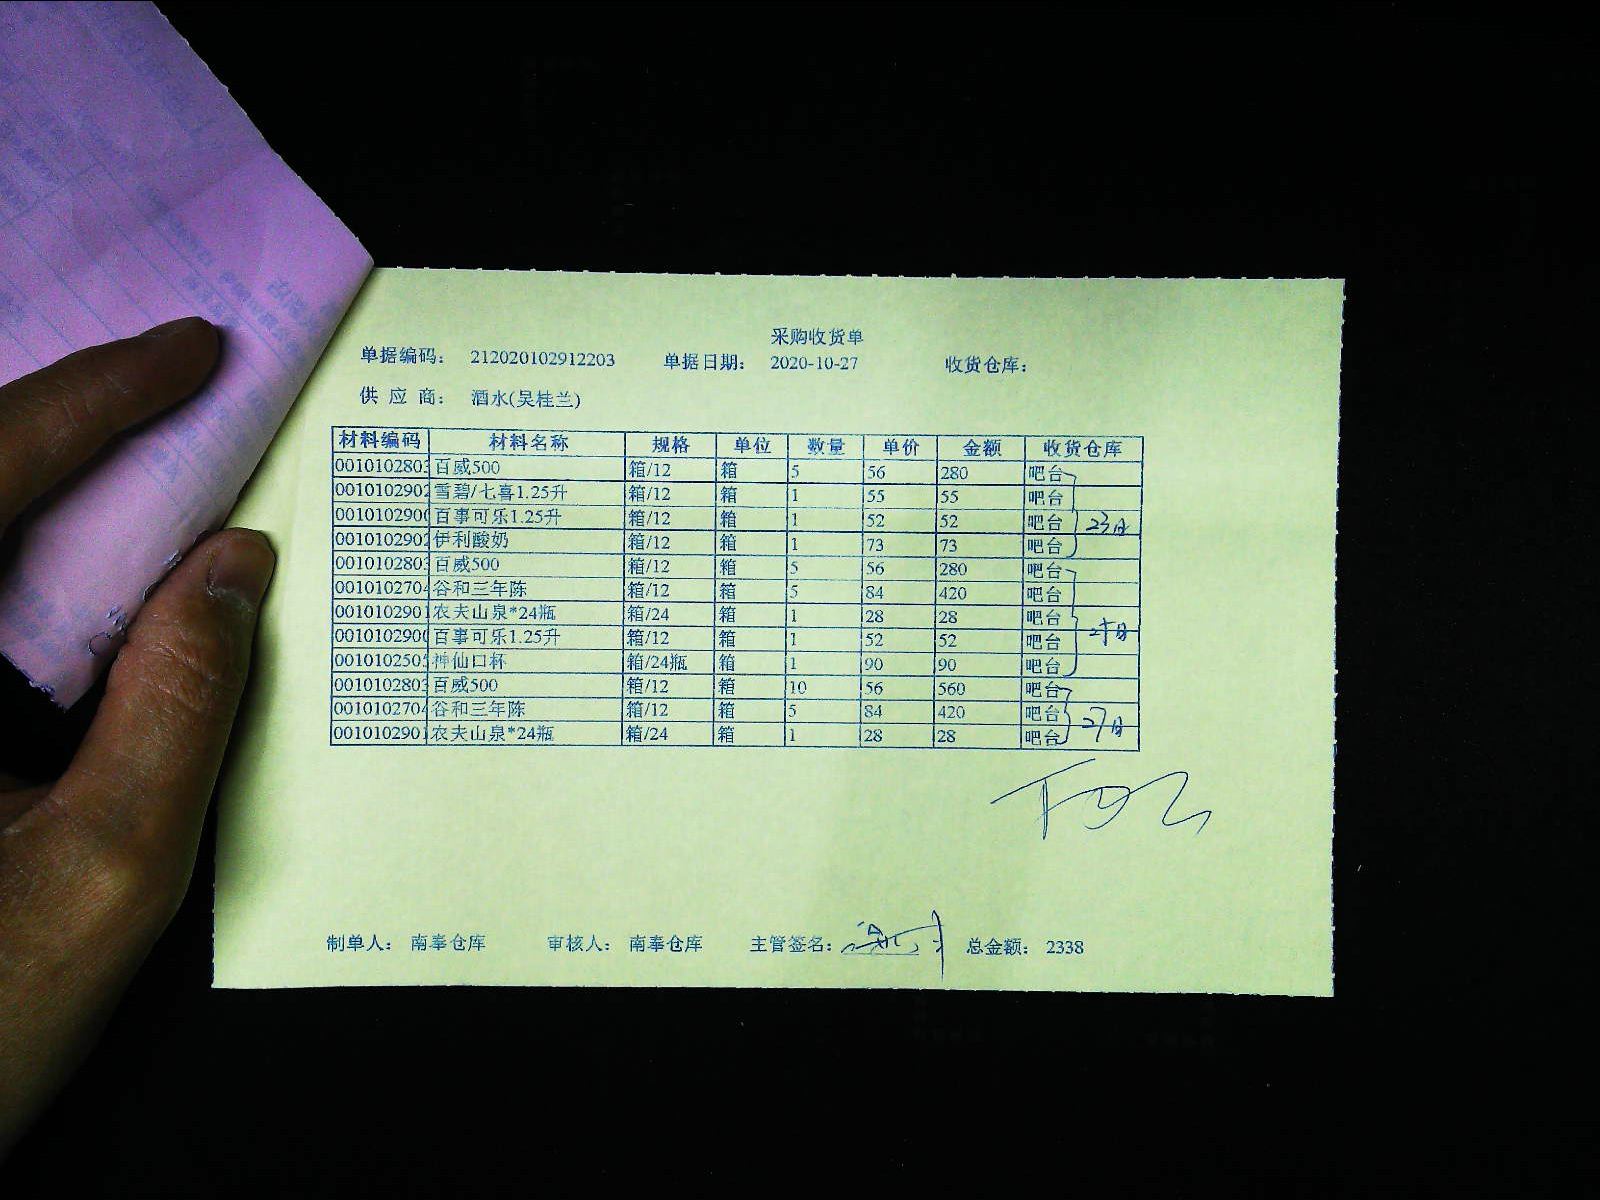 采购收货单
单据编码： 212020102912203 单据日期： 2020-10-27 收货仓库：
供 应 商： 酒水(吴桂兰)
材料编码 材料名称 规格 单位 数量 单价 金额 收货仓库
0010102803 百威500 箱/12 箱 5 56 280 吧台
0010102902 雪碧/七喜1.25升 箱/12 箱 1 55 55 吧台
0010102900 百事可乐1.25升 箱/12 箱 1 52 52 吧台 23日
0010102902 伊利酸奶 箱/12 箱 1 73 73 吧台
0010102803 百威500 箱/12 箱 5 56 280 吧台
0010102704 谷和三年陈 箱/12 箱 5 84 420 吧台
0010102901 农夫山泉*24瓶 箱/24 箱 1 28 28 吧台
0010102900 百事可乐1.25升 箱/12 箱 1 52 52 吧台 25日
001010250 神仙口杯 箱/24瓶 箱 1 90 90 吧台
0010102803 百威500 箱/12 箱 10 56 560 吧台
0010102704 谷和三年陈 箱/12 箱 5 84 420 吧台 27日
0010102901 农夫山泉*24瓶 箱/24 箱 1 28 28 吧台
制单人： 南奉仓库 审核人： 南奉仓库 主管签名： 总金额： 2338